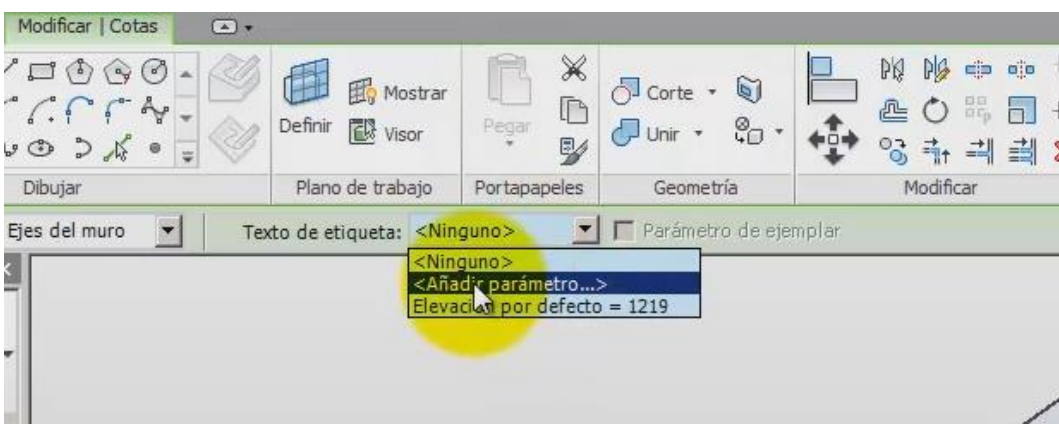 Modificar | Cotas
Mostrar
Definir
Visor
Pegar
Corte
Unir
Dibujar
Plano de trabajo
Portapapeles
Geometría
Modificar
Ejes del muro
Texto de etiqueta: <Ninguno>
Parámetro de ejemplar
<Ninguno>
<Añadir parámetro...>
Elevación por defecto = 1219